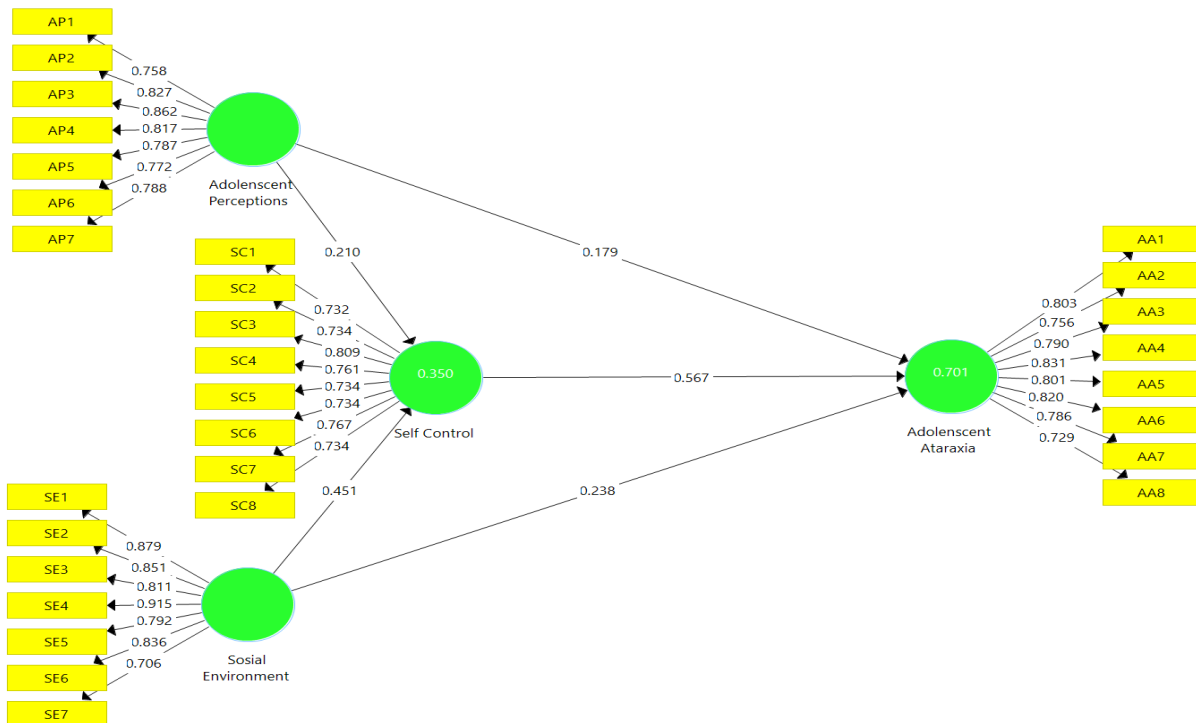 AP1
AP2
AP3
AP4
AP5
AP6
AP7
0.758
0.827
0.862
0.817
0.787
0.772
0.788
Adolenscent
Perceptions
0.210
0.179
SC1
SC2
SC3
SC4
SC5
SC6
SC7
SC8
0.732
0.734
0.809
0.761
0.734
0.734
0.767
0.734
0.350
Self Control
0.567
0.451
0.238
AA1
AA2
AA3
AA4
AA5
AA6
AA7
AA8
0.803
0.756
0.790
0.831
0.801
0.820
0.786
0.729
0.701
Adolenscent
Ataraxia
SE1
SE2
SE3
SE4
SE5
SE6
SE7
0.879
0.851
0.811
0.915
0.792
0.836
0.706
Sosial
Environment